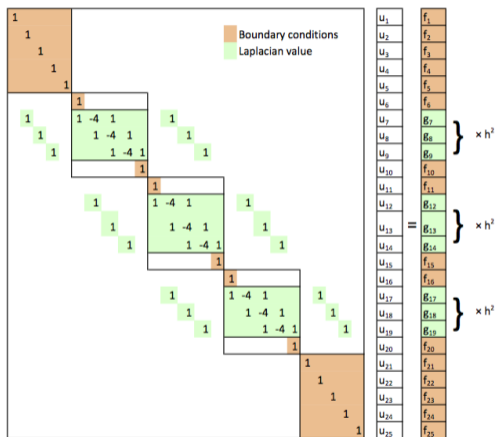 1 u₁ f₁
1 Boundary conditions u₂ f₂
1 Laplacian value u₃ f₃
1 u₄ f₄
1 u₅ f₅
1 u₆ f₆
1 1 -4 1 1 u₇ g₇
1 1 -4 1 1 u₈ g₈ } × h²
1 1 -4 1 1 u₉ g₉
1 u₁₀ f₁₀
1 u₁₁ f₁₁
1 1 -4 1 1 u₁₂ g₁₂
1 1 -4 1 1 u₁₃ = g₁₃ } × h²
1 1 -4 1 1 u₁₄ g₁₄
1 u₁₅ f₁₅
1 u₁₆ f₁₆
1 1 -4 1 1 u₁₇ g₁₇
1 1 -4 1 1 u₁₈ g₁₈ } × h²
1 1 -4 1 1 u₁₉ g₁₉
1 u₂₀ f₂₀
1 u₂₁ f₂₁
1 u₂₂ f₂₂
1 u₂₃ f₂₃
1 u₂₄ f₂₄
1 u₂₅ f₂₅